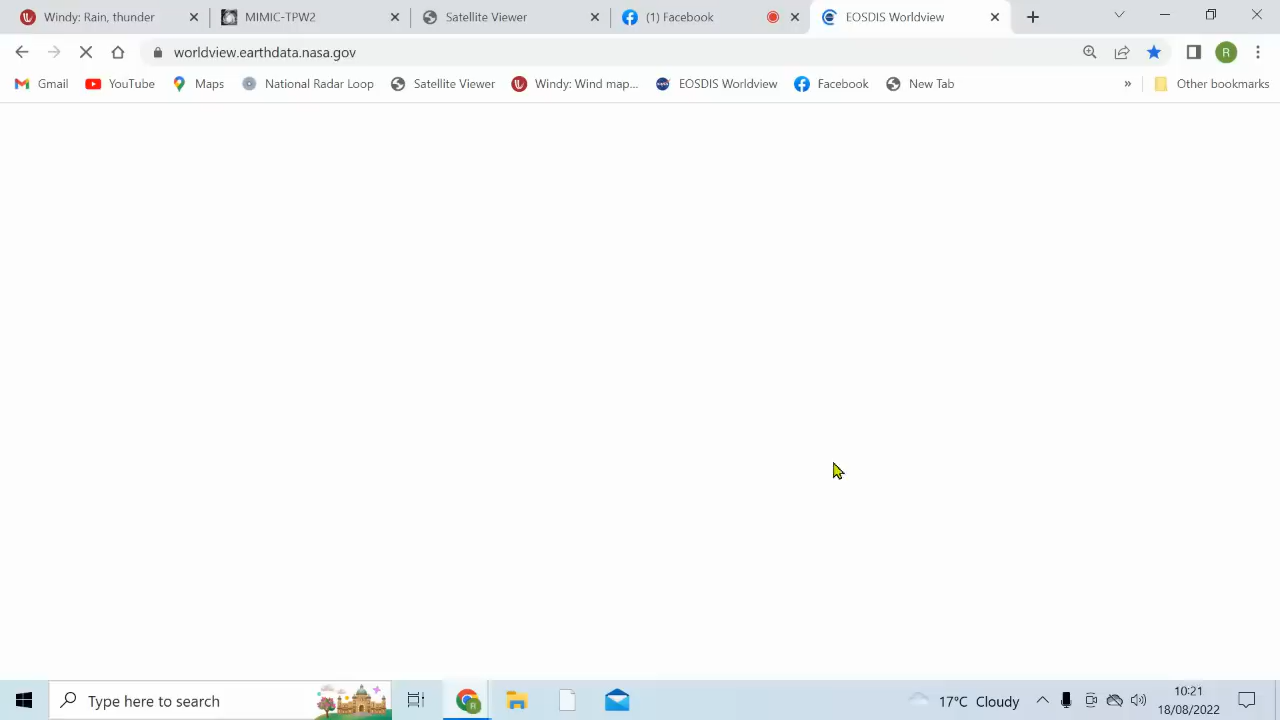 Windy: Rain, thunder
MIMIC-TPW2
Satellite Viewer
(1) Facebook
EOSDIS Worldview
worldview.earthdata.nasa.gov
R
Gmail
YouTube
Maps
National Radar Loop
Satellite Viewer
Windy: Wind map...
EOSDIS Worldview
Facebook
New Tab
»
Other bookmarks
Type here to search
R
17°C Cloudy
10:21
18/08/2022